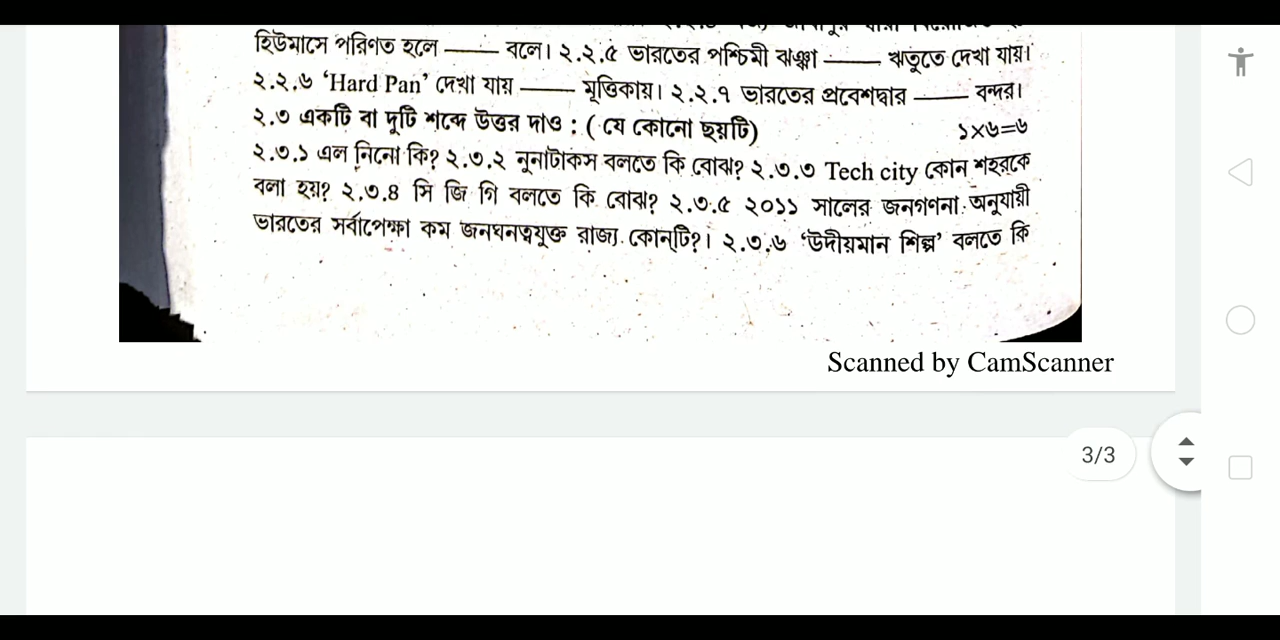 হিউমাসে পরিণত হলে —— বলে। ২.২.৫ ভারতের পশ্চিমী ঝঞ্ঝা —— ঋতুতে দেখা যায়।
২.২.৬ ‘Hard Pan’ দেখা যায় —— মৃত্তিকায়। ২.২.৭ ভারতের প্রবেশদ্বার —— বন্দর।
২.৩ একটি বা দুটি শব্দে উত্তর দাও : ( যে কোনো ছয়টি) ১×৬=৬
২.৩.১ এল নিনো কি? ২.৩.২ নুনাটাকস বলতে কি বোঝ? ২.৩.৩ Tech city কোন শহরকে
বলা হয়? ২.৩.৪ সি জি গি বলতে কি বোঝ? ২.৩.৫ ২০১১ সালের জনগণনা অনুযায়ী
ভারতের সর্বাপেক্ষা কম জনঘনত্বযুক্ত রাজ্য কোনটি?। ২.৩.৬ ‘উদীয়মান শিল্প’ বলতে কি
Scanned by CamScanner
3/3